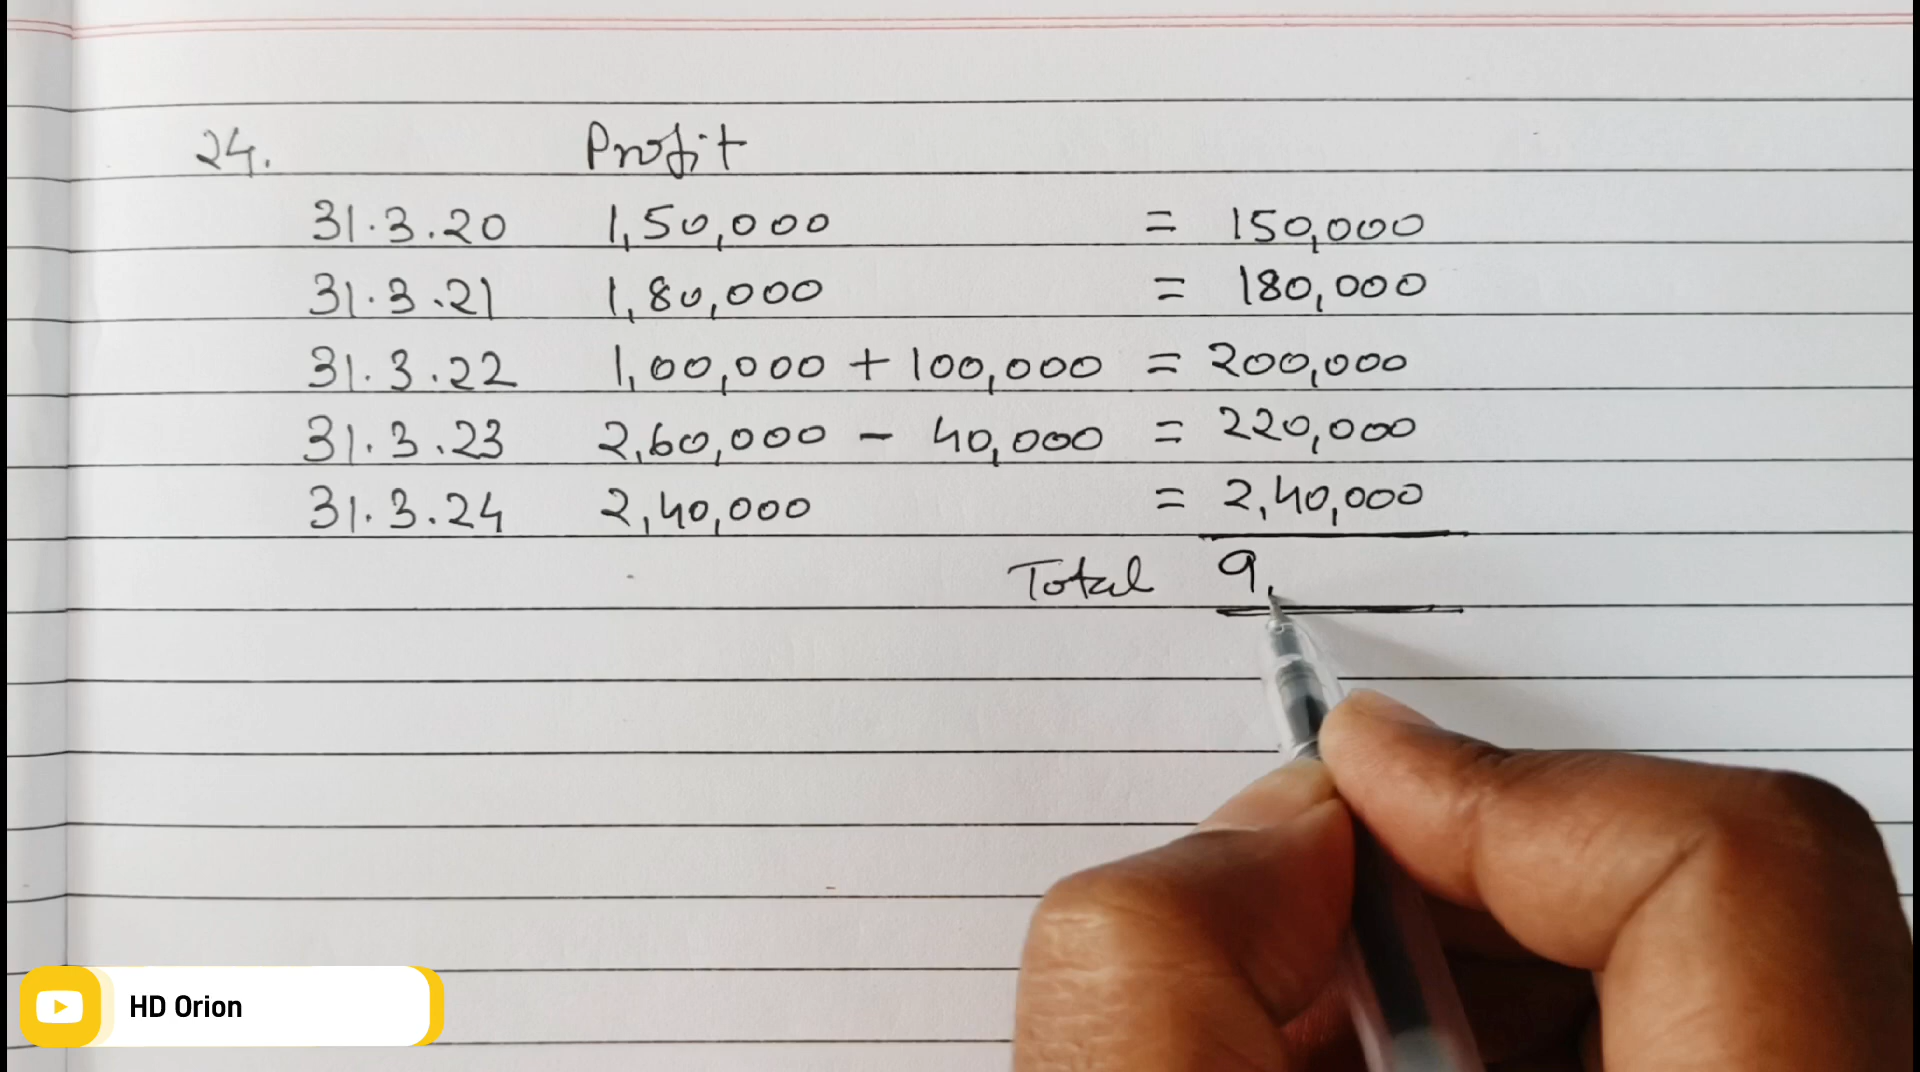 24. Profit
31.3.20 1,50,000 = 150,000
31.3.21 1,80,000 = 180,000
31.3.22 1,00,000 + 100,000 = 200,000
31.3.23 2,60,000 - 40,000 = 220,000
31.3.24 2,40,000 = 2,40,000
Total 9,
HD Orion